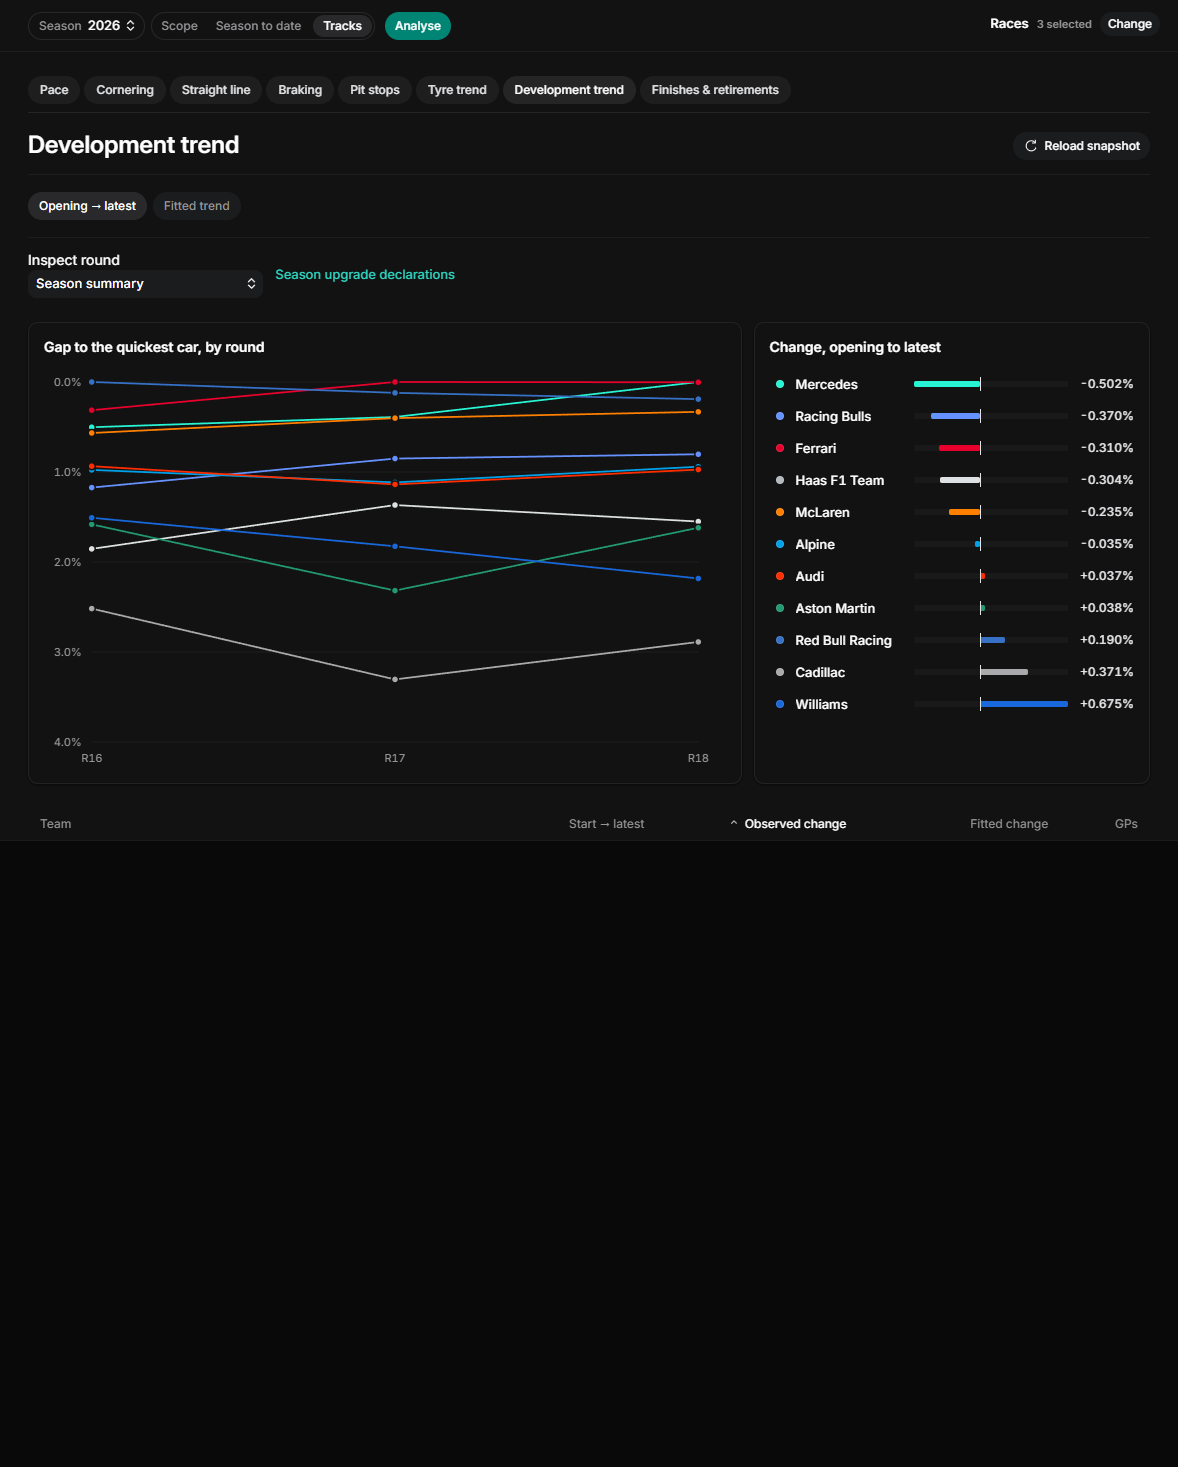 Season 2026 Scope Season to date Tracks Analyse Races 3 selected Change
Pace Cornering Straight line Braking Pit stops Tyre trend Development trend Finishes & retirements
Development trend Reload snapshot
Opening → latest Fitted trend
Inspect round
Season summary Season upgrade declarations
Gap to the quickest car, by round
0.0%
1.0%
2.0%
3.0%
4.0%
R16 R17 R18
Change, opening to latest
Mercedes -0.502%
Racing Bulls -0.370%
Ferrari -0.310%
Haas F1 Team -0.304%
McLaren -0.235%
Alpine -0.035%
Audi +0.037%
Aston Martin +0.038%
Red Bull Racing +0.190%
Cadillac +0.371%
Williams +0.675%
Team Start → latest Observed change Fitted change GPs